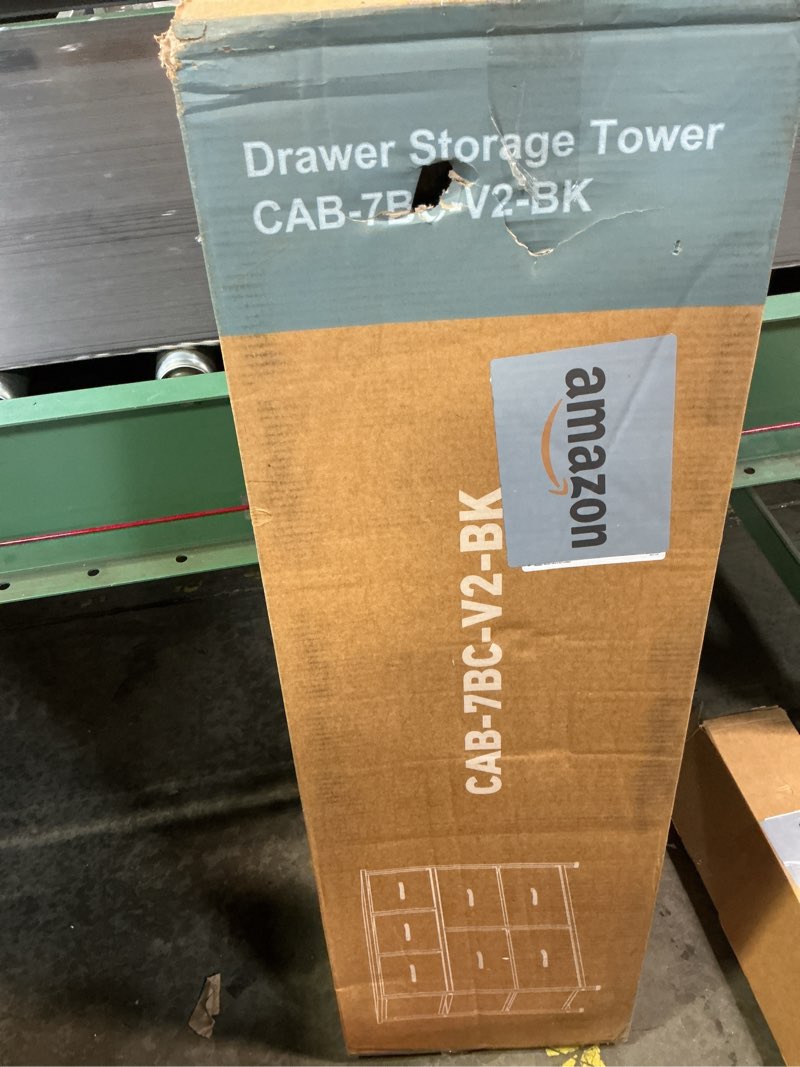 Drawer Storage Tower
CAB-7BC-V2-BK
amazon
CAB-7BC-V2-BK